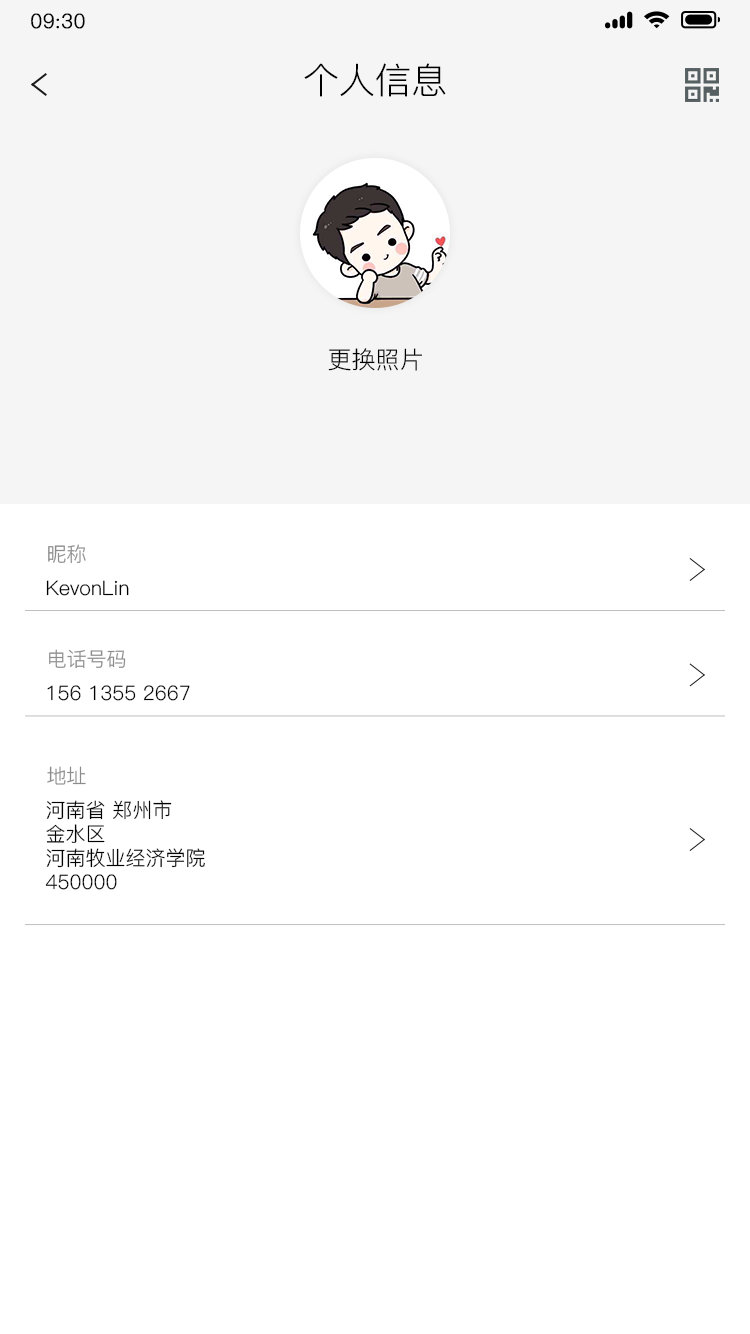 09:30
个人信息
更换照片
昵称
KevonLin
电话号码
156 1355 2667
地址
河南省 郑州市
金水区
河南牧业经济学院
450000